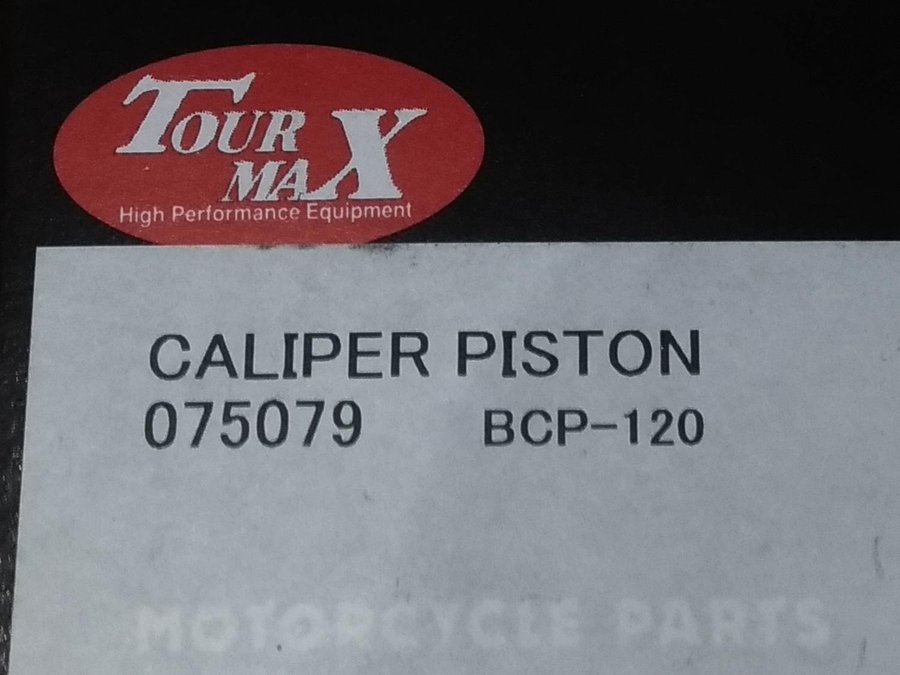 TOUR
MAX
High Performance Equipment
CALIPER PISTON
075079 BCP-120
MOTORCYCLE PARTS